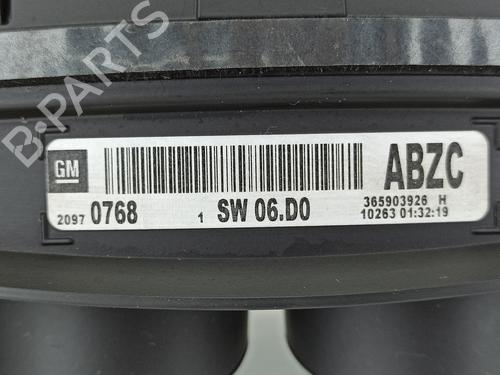 B-PARTS
GM
ABZC
2097 0768 1 SW 06.D0
365903926 H
10263 01:32:19